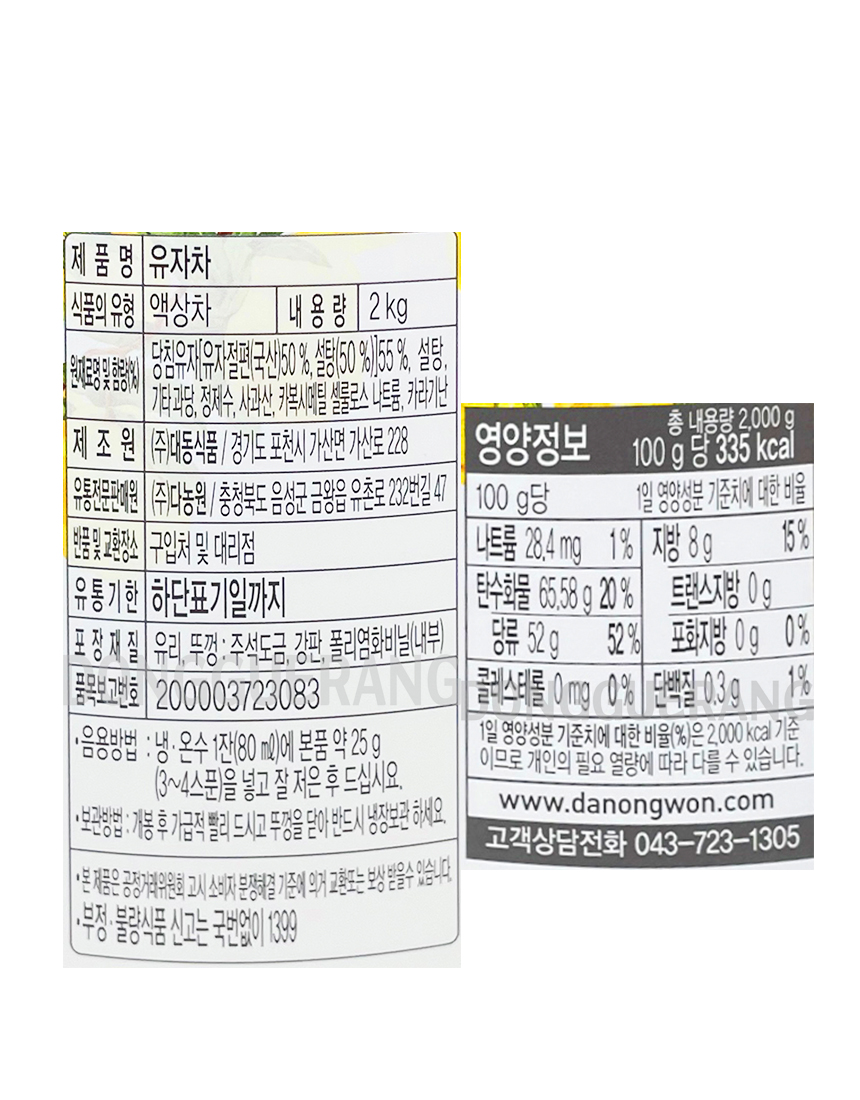 제 품 명 유자차
식품의 유형 액상차 내 용 량 2 kg
원재료명 및 함량(%) 당침유자[유자절편(국산)50 %, 설탕(50 %)]55 %, 설탕,
기타과당, 정제수, 사과산, 카복시메틸 셀룰로스 나트륨, 카라기난
제 조 원 (주)대동식품 / 경기도 포천시 가산면 가산로 228
유통전문판매원 (주)다농원 / 충청북도 음성군 금왕읍 유촌로 232번길 47
반품 및 교환장소 구입처 및 대리점
유 통 기 한 하단표기일까지
포 장 재 질 유리, 뚜껑 : 주석도금, 강판, 폴리염화비닐(내부)
품목보고번호 200003723083
• 음용방법 : 냉 · 온수 1잔(80 ml)에 본품 약 25 g
(3~4스푼)을 넣고 잘 저은 후 드십시요.
• 보관방법 : 개봉 후 가급적 빨리 드시고 뚜껑을 닫아 반드시 냉장보관 하세요.
• 본 제품은 공정거래위원회 고시 소비자 분쟁해결 기준에 의거 교환또는 보상 받을수 있습니다.
• 부정 · 불량식품 신고는 국번없이 1399
영양정보 총 내용량 2,000 g
100 g 당 335 kcal
100 g당 1일 영양성분 기준치에 대한 비율
나트륨 28.4 mg 1 % 지방 8 g 15 %
탄수화물 65.58 g 20 % 트랜스지방 0 g
당류 52 g 52 % 포화지방 0 g 0 %
콜레스테롤 0 mg 0 % 단백질 0.3 g 1 %
1일 영양성분 기준치에 대한 비율(%)은 2,000 kcal 기준
이므로 개인의 필요 열량에 따라 다를 수 있습니다.
www.danongwon.com
고객상담전화 043-723-1305
DONGGUERANG DONGGUERANG